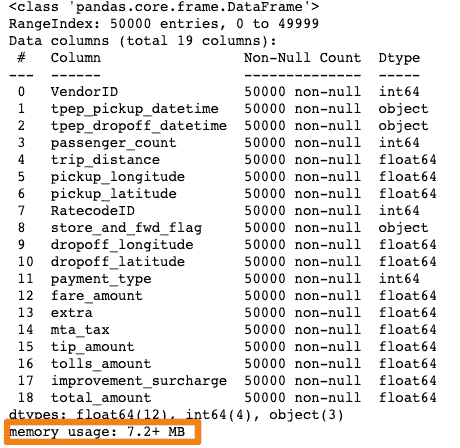 <class 'pandas.core.frame.DataFrame'>
RangeIndex: 50000 entries, 0 to 49999
Data columns (total 19 columns):
 #   Column                 Non-Null Count  Dtype
---  ------                 --------------  -----
 0   VendorID               50000 non-null  int64
 1   tpep_pickup_datetime   50000 non-null  object
 2   tpep_dropoff_datetime  50000 non-null  object
 3   passenger_count        50000 non-null  int64
 4   trip_distance          50000 non-null  float64
 5   pickup_longitude       50000 non-null  float64
 6   pickup_latitude        50000 non-null  float64
 7   RatecodeID             50000 non-null  int64
 8   store_and_fwd_flag     50000 non-null  object
 9   dropoff_longitude      50000 non-null  float64
 10  dropoff_latitude       50000 non-null  float64
 11  payment_type           50000 non-null  int64
 12  fare_amount            50000 non-null  float64
 13  extra                  50000 non-null  float64
 14  mta_tax                50000 non-null  float64
 15  tip_amount             50000 non-null  float64
 16  tolls_amount           50000 non-null  float64
 17  improvement_surcharge  50000 non-null  float64
 18  total_amount           50000 non-null  float64
dtypes: float64(12), int64(4), object(3)
memory usage: 7.2+ MB